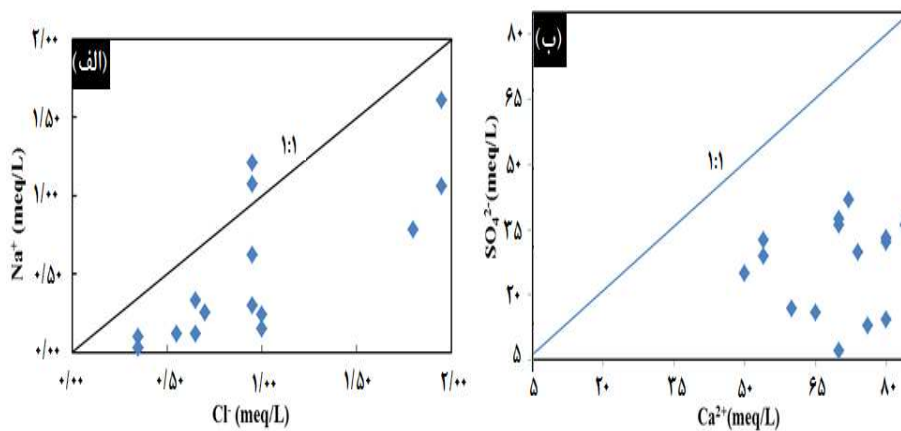 (الف)
Na⁺ (meq/L)
۲/۰۰
۱/۵۰
۱/۰۰
۰/۵۰
۰/۰۰
۱:۱
۰/۰۰ ۰/۵۰ ۱/۰۰ ۱/۵۰ ۲/۰۰
Cl⁻ (meq/L)
(ب)
SO₄²⁻(meq/L)
۸۰
۶۵
۵۰
۳۵
۲۰
۵
۱:۱
۵ ۲۰ ۳۵ ۵۰ ۶۵ ۸۰
Ca²⁺(meq/L)